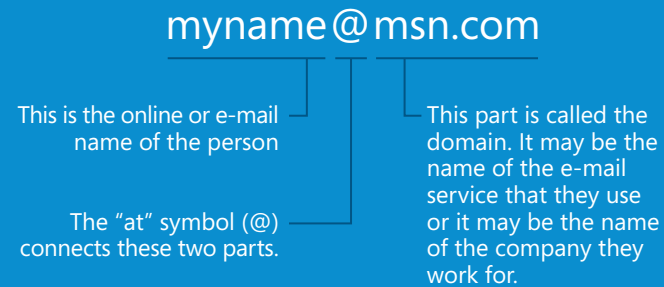 myname@msn.com
This is the online or e-mail
name of the person
The “at” symbol (@)
connects these two parts.
This part is called the
domain. It may be the
name of the e-mail
service that they use
or it may be the name
of the company they
work for.